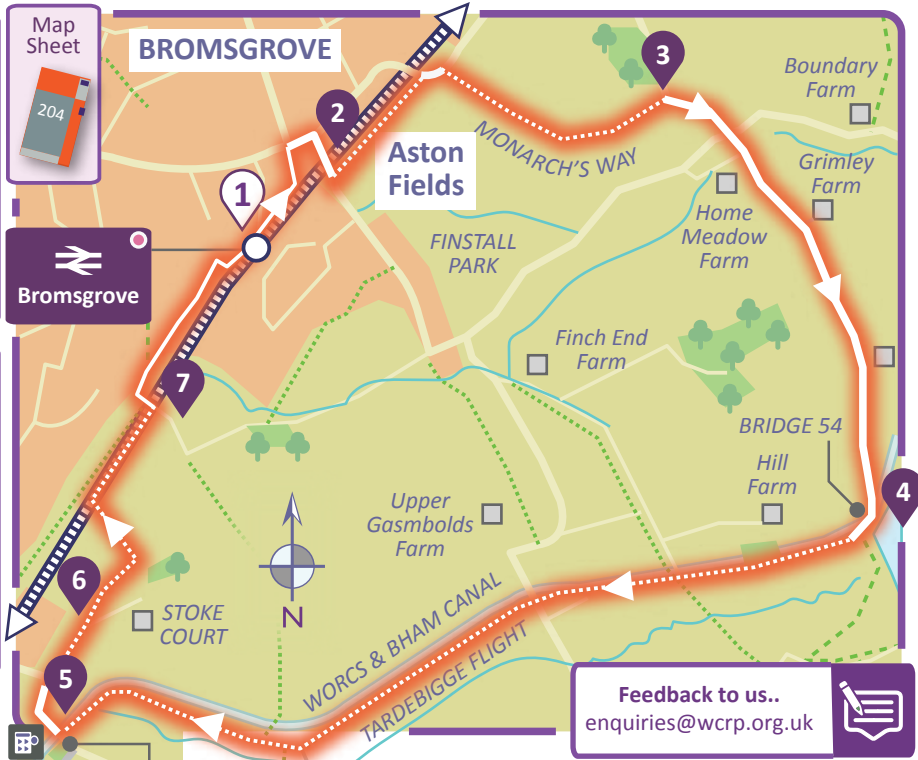 Map
Sheet
204
BROMSGROVE
2
3
Boundary
Farm
Aston
Fields
MONARCH'S WAY
1
Grimley
Farm
Home
Meadow
Farm
FINSTALL
PARK
Bromsgrove
Finch End
Farm
7
BRIDGE 54
Hill
Farm
4
Upper
Gasmbolds
Farm
6
N
STOKE
COURT
WORCS & BHAM CANAL
TARDEBIGGE FLIGHT
5
Feedback to us..
enquiries@wcrp.org.uk